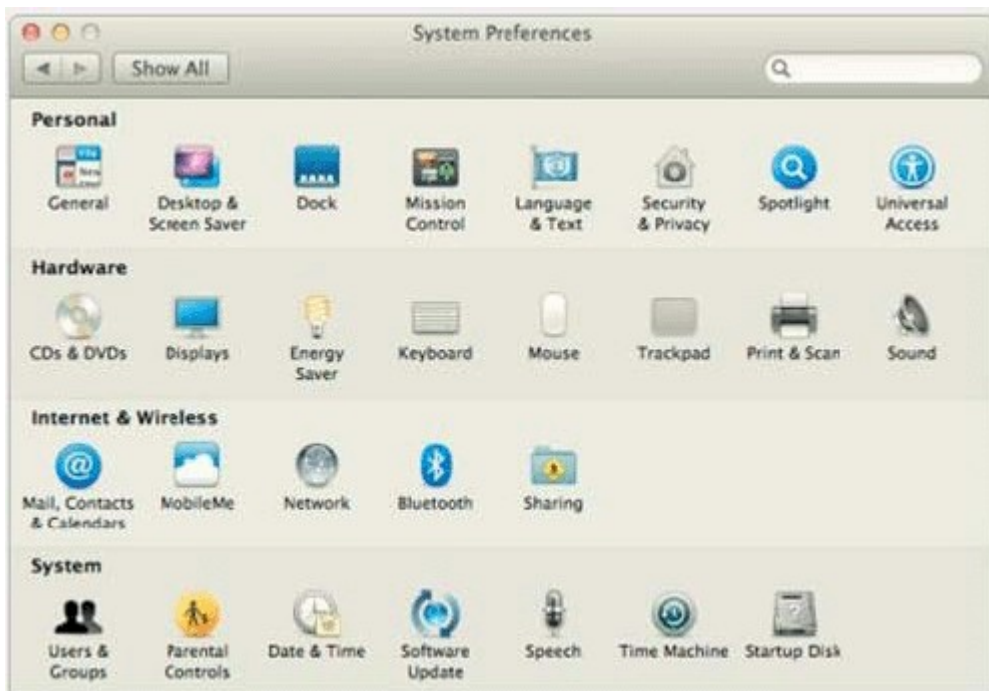 System Preferences
Show All
Personal
General
Desktop &
Screen Saver
Dock
Mission
Control
Language
& Text
Security
& Privacy
Spotlight
Universal
Access
Hardware
CDs & DVDs
Displays
Energy
Saver
Keyboard
Mouse
Trackpad
Print & Scan
Sound
Internet & Wireless
Mail, Contacts
& Calendars
MobileMe
Network
Bluetooth
Sharing
System
Users &
Groups
Parental
Controls
Date & Time
Software
Update
Speech
Time Machine
Startup Disk